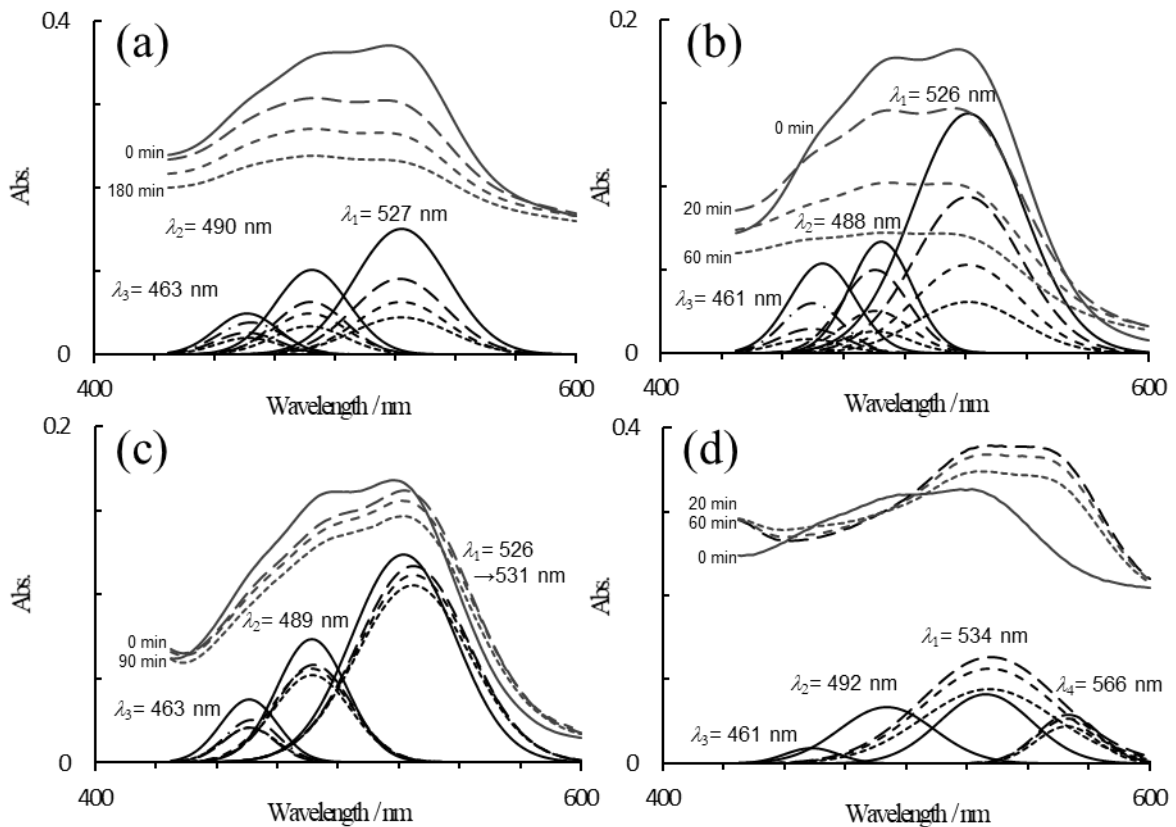 0.4
(a)
Abs.
0 min
180 min
λ2= 490 nm
λ1= 527 nm
λ3= 463 nm
0
400
600
Wavelength / nm
0.2
(b)
Abs.
λ1= 526 nm
0 min
20 min
λ2= 488 nm
60 min
λ3= 461 nm
0
400
600
Wavelength / nm
0.2
(c)
Abs.
λ1= 526
→531 nm
λ2= 489 nm
0 min
90 min
λ3= 463 nm
0
400
600
Wavelength / nm
0.4
(d)
Abs.
20 min
60 min
0 min
λ1= 534 nm
λ2= 492 nm
λ4= 566 nm
λ3= 461 nm
0
400
600
Wavelength / nm